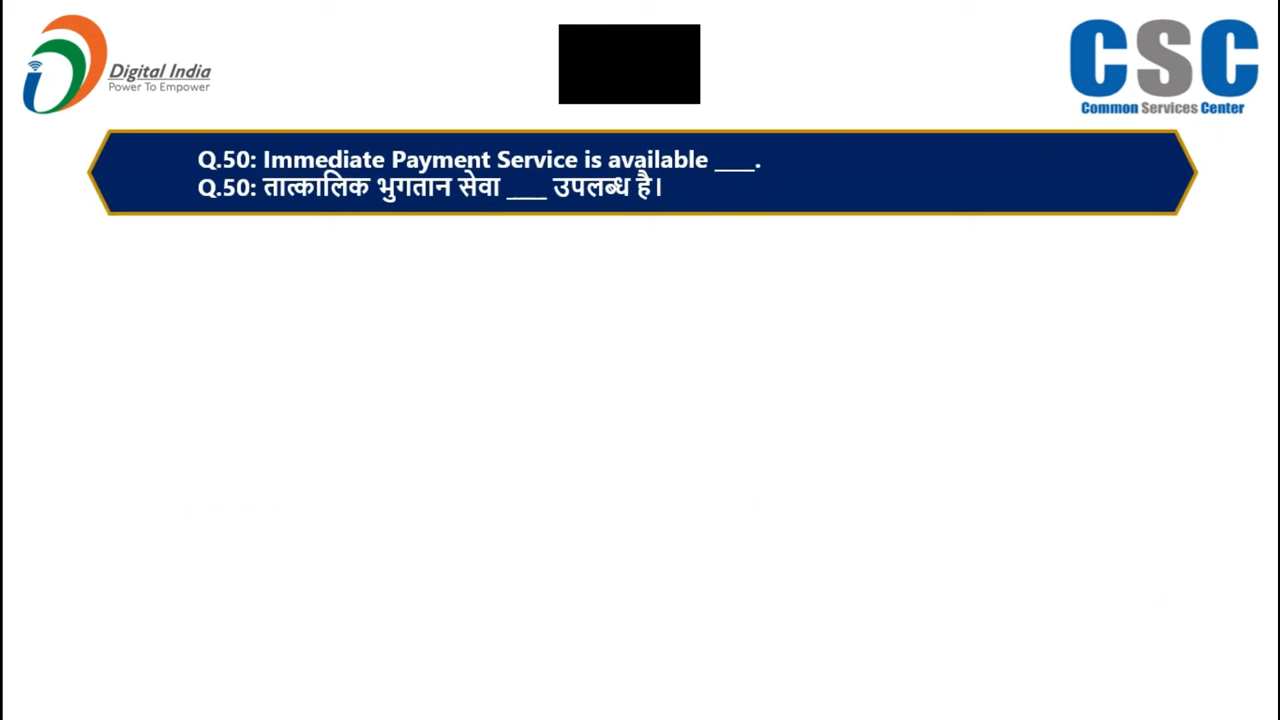 Digital India
Power To Empower
CSC
Common Services Center
Q.50: Immediate Payment Service is available ____.
Q.50: तात्कालिक भुगतान सेवा ____ उपलब्ध है।